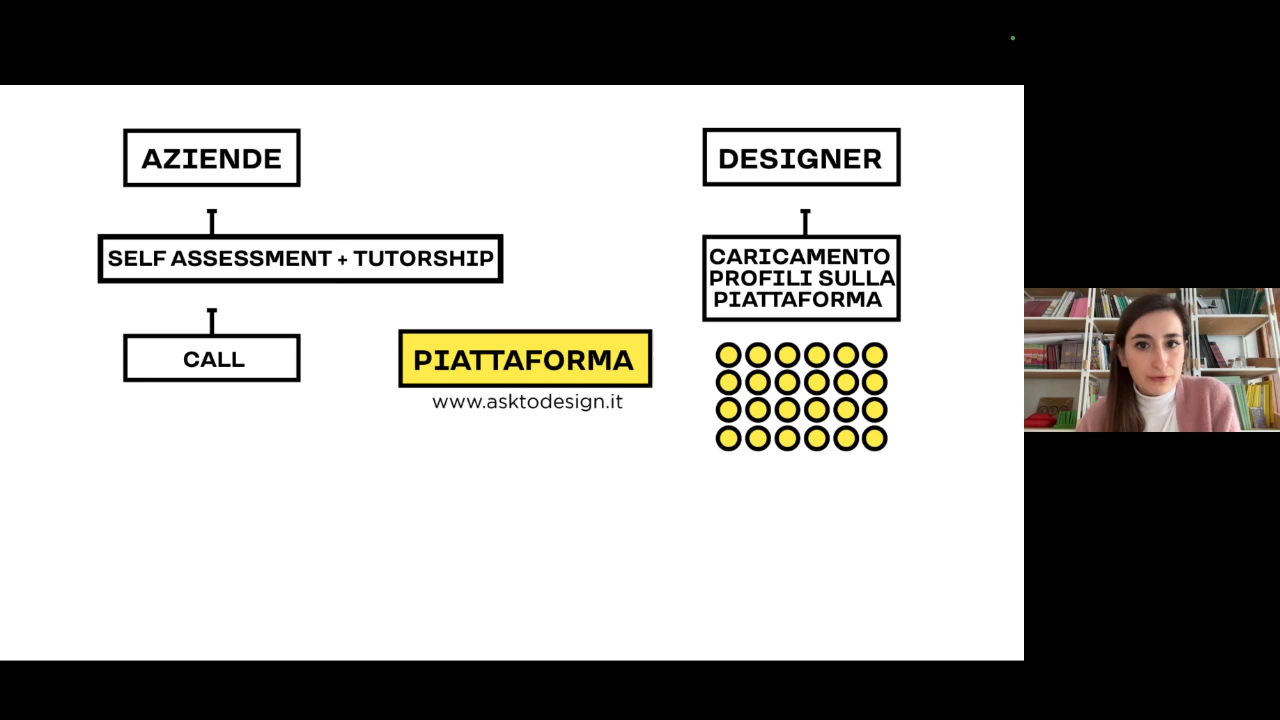 AZIENDE
DESIGNER
SELF ASSESSMENT + TUTORSHIP
CARICAMENTO
PROFILI SULLA
PIATTAFORMA
CALL
PIATTAFORMA
www.asktodesign.it